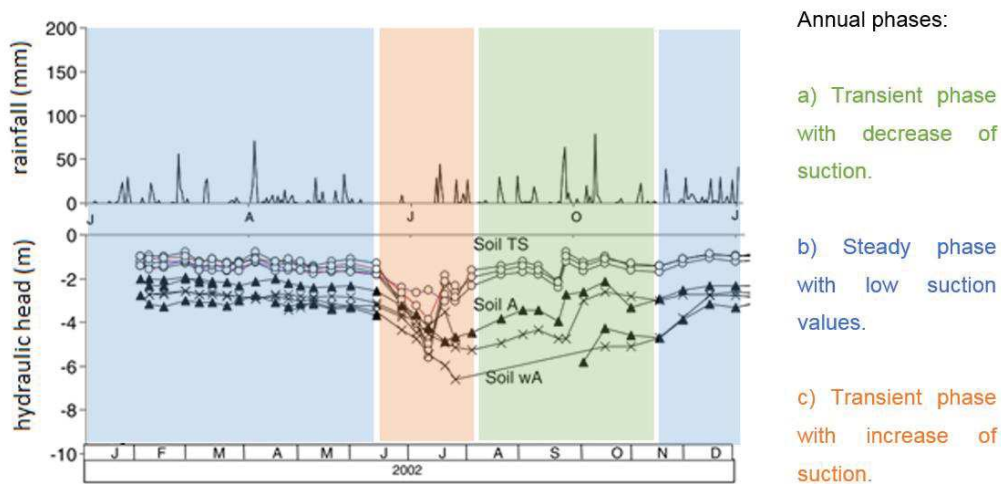 Annual phases:
a) Transient phase
with decrease of
suction.
b) Steady phase
with low suction
values.
c) Transient phase
with increase of
suction.
rainfall (mm)
200
150
100
50
0
J A J O J
hydraulic head (m)
0
-2
-4
-6
-8
-10
Soil TS
Soil A
Soil wA
J F M A M J J A S O N D
2002